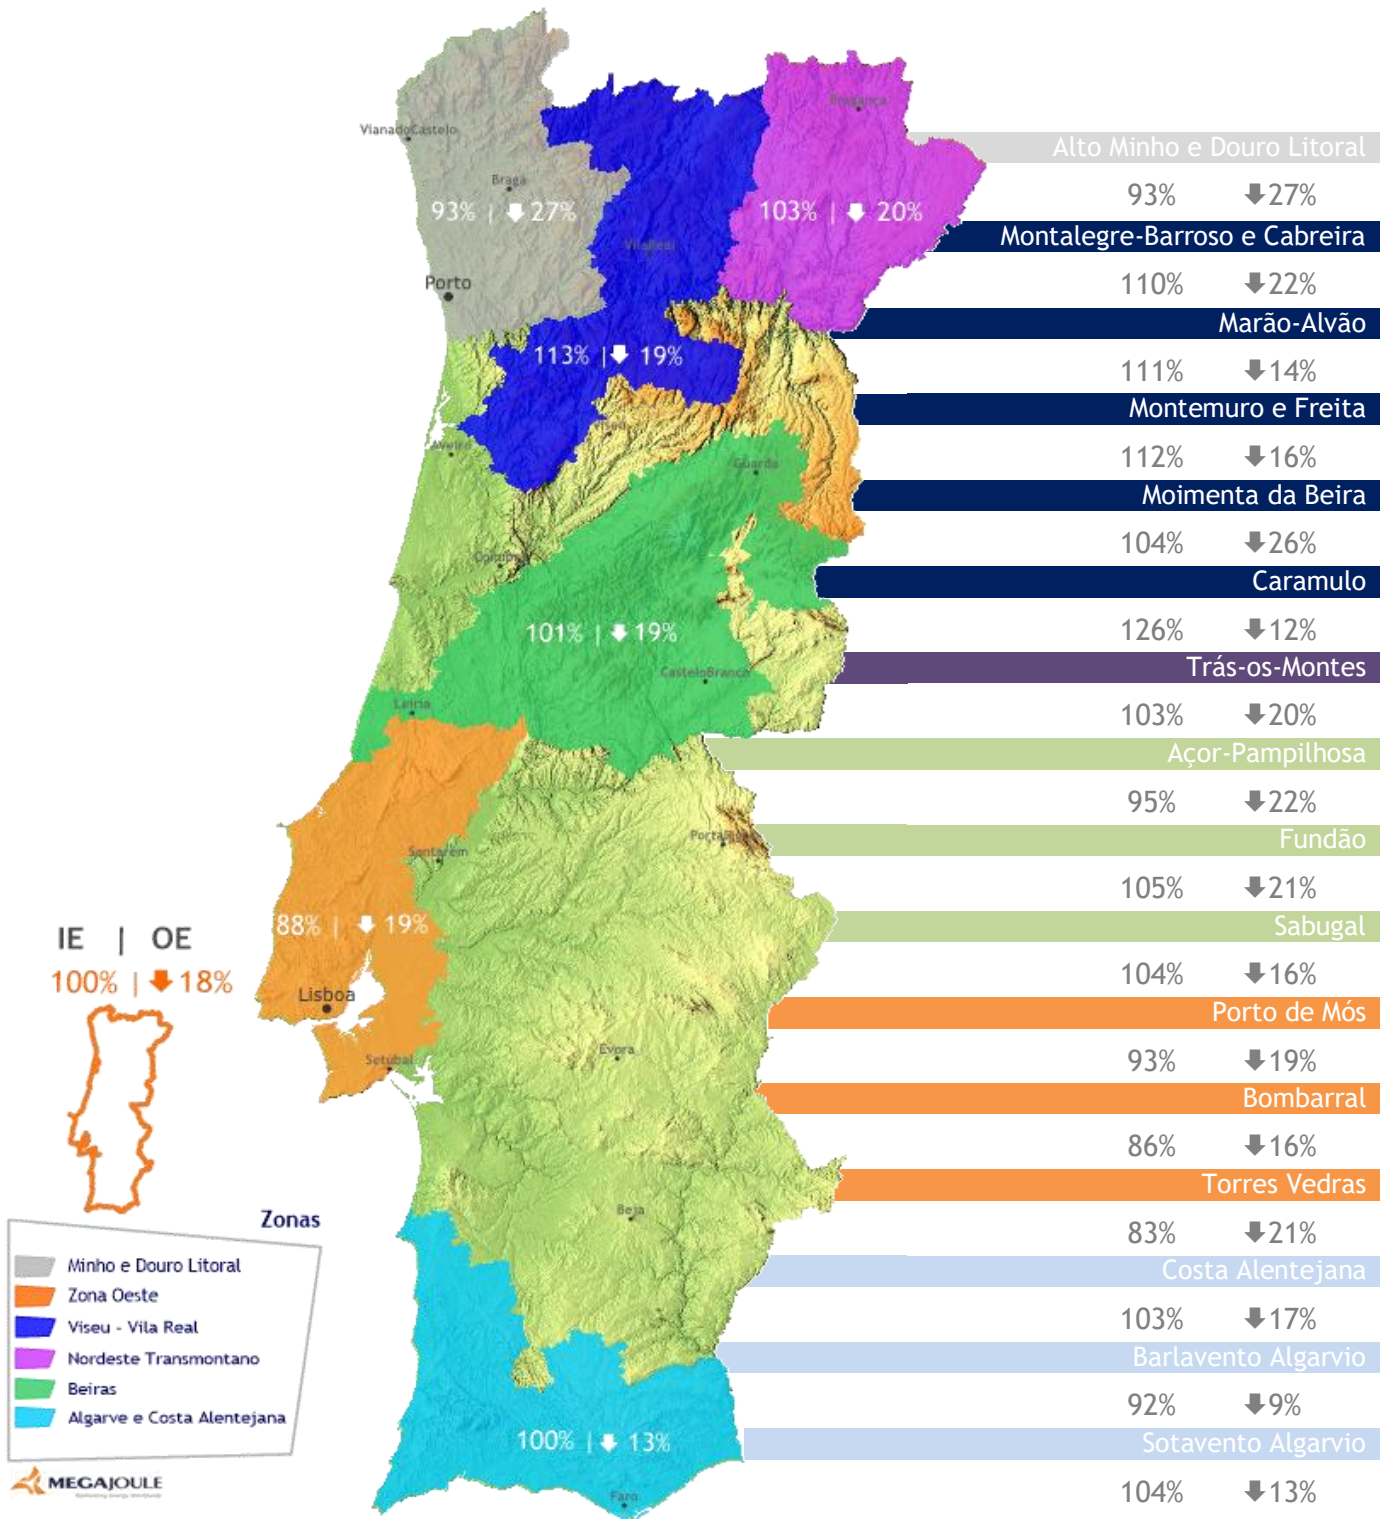 VianadoCastelo
Bragança
Braga
93% | ⬇ 27%
103% | ⬇ 20%
VilaReal
Porto
113% | ⬇ 19%
Aveiro
Guarda
101% | ⬇ 19%
CasteloBranco
Leiria
Santarém
88% | ⬇ 19%
Lisboa
Setúbal
Evora
Beja
100% | ⬇ 13%
Faro
Alto Minho e Douro Litoral
93% ⬇27%
Montalegre-Barroso e Cabreira
110% ⬇22%
Marão-Alvão
111% ⬇14%
Montemuro e Freita
112% ⬇16%
Moimenta da Beira
104% ⬇26%
Caramulo
126% ⬇12%
Trás-os-Montes
103% ⬇20%
Açor-Pampilhosa
95% ⬇22%
Fundão
105% ⬇21%
Sabugal
104% ⬇16%
Porto de Mós
93% ⬇19%
Bombarral
86% ⬇16%
Torres Vedras
83% ⬇21%
Costa Alentejana
103% ⬇17%
Barlavento Algarvio
92% ⬇9%
Sotavento Algarvio
104% ⬇13%
IE | OE
100% | ⬇ 18%
Zonas
Minho e Douro Litoral
Zona Oeste
Viseu - Vila Real
Nordeste Transmontano
Beiras
Algarve e Costa Alentejana
MEGAJOULE